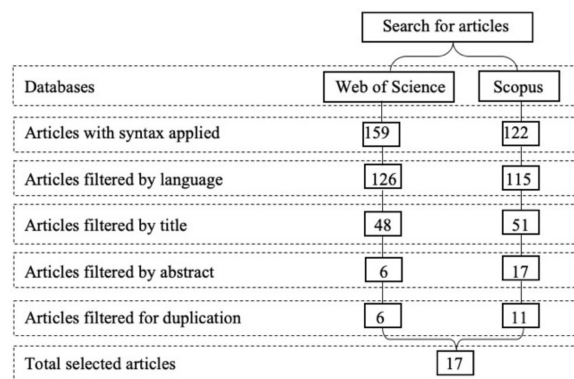 Search for articles
Databases Web of Science Scopus
Articles with syntax applied 159 122
Articles filtered by language 126 115
Articles filtered by title 48 51
Articles filtered by abstract 6 17
Articles filtered for duplication 6 11
Total selected articles 17